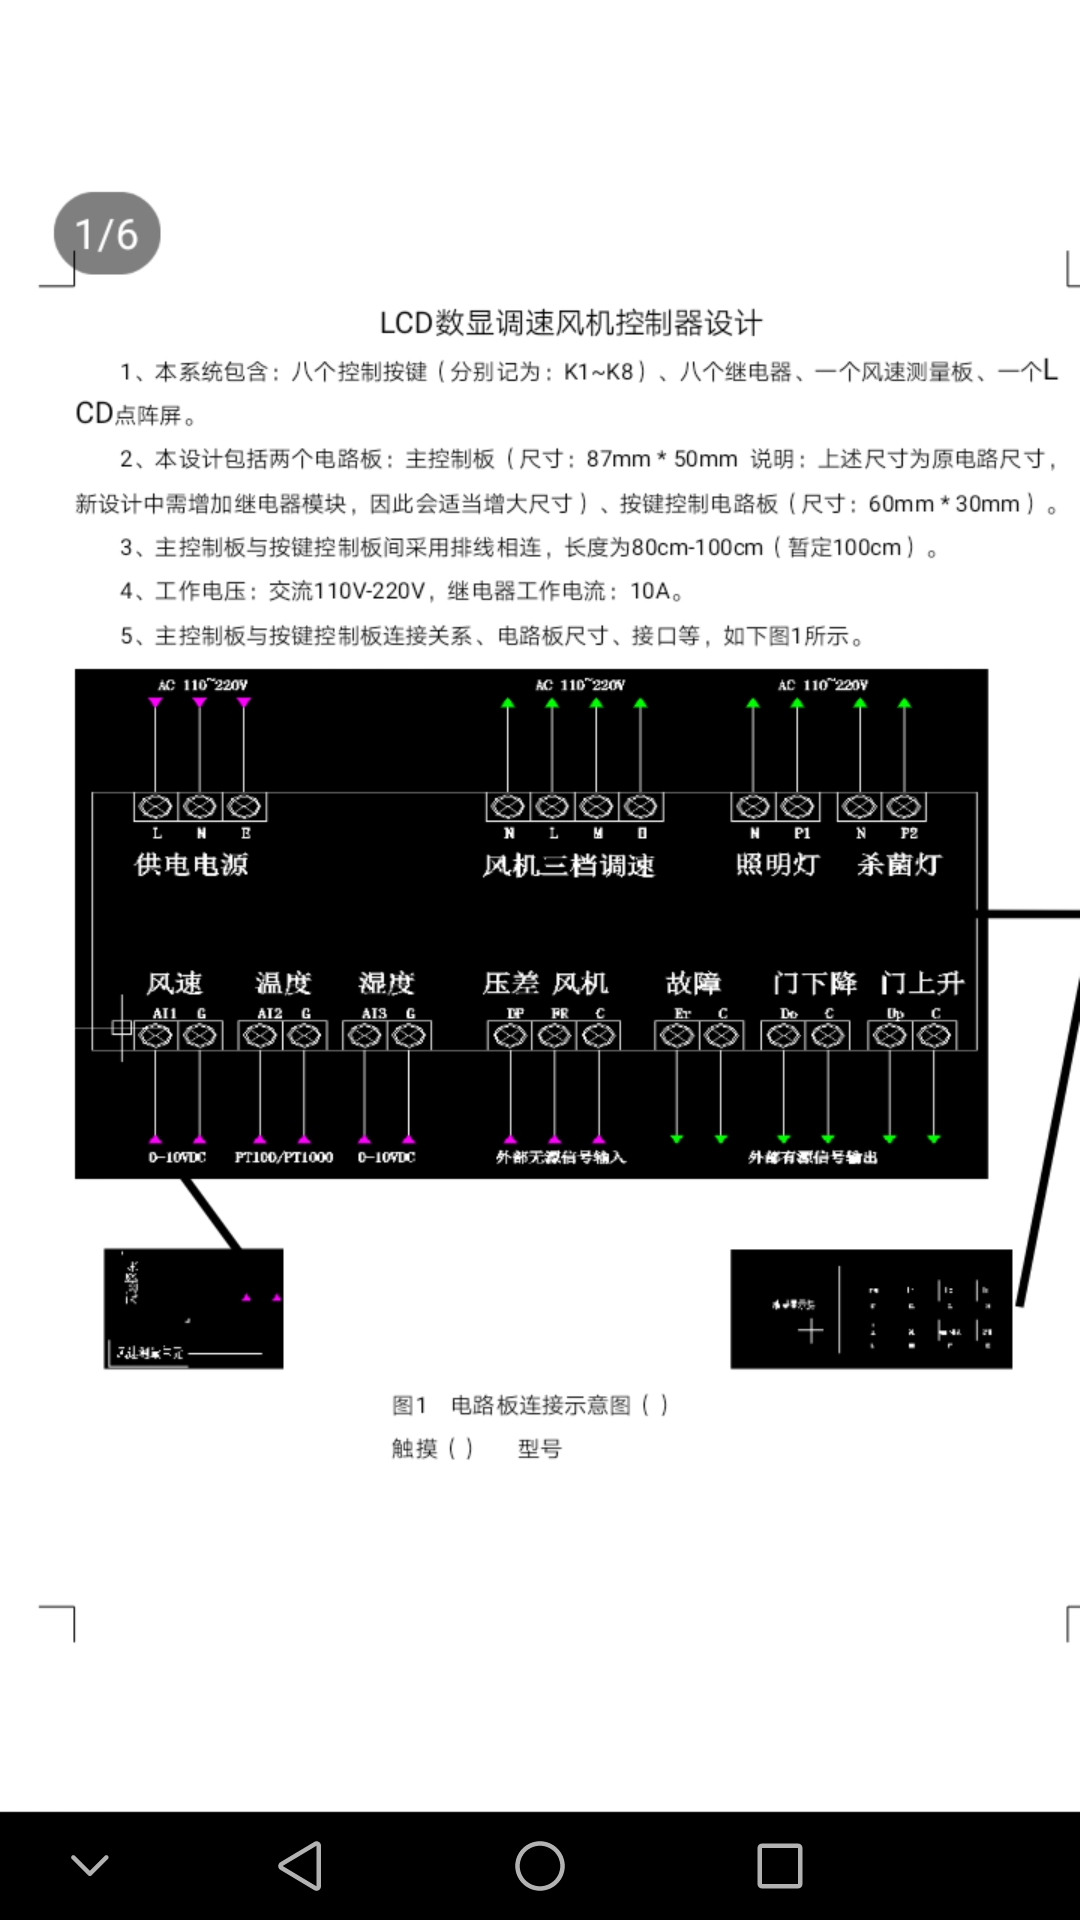 1/6
LCD数显调速风机控制器设计
1、本系统包含：八个控制按键（分别记为：K1~K8）、八个继电器、一个风速测量板、一个L
CD点阵屏。
2、本设计包括两个电路板：主控制板（尺寸：87mm * 50mm 说明：上述尺寸为原电路尺寸，
新设计中需增加继电器模块，因此会适当增大尺寸）、按键控制电路板（尺寸：60mm * 30mm）。
3、主控制板与按键控制板间采用排线相连，长度为80cm-100cm（暂定100cm）。
4、工作电压：交流110V-220V，继电器工作电流：10A。
5、主控制板与按键控制板连接关系、电路板尺寸、接口等，如下图1所示。
AC 110~220V AC 110~220V AC 110~220V
L N E N L M H N P1 N P2
供电电源 风机三档调速 照明灯 杀菌灯
风速 温度 湿度 压差 风机 故障 门下降 门上升
AI1 G AI2 G AI3 G DP FR C Er C Do C Up C
0-10VDC PT100/PT1000 0-10VDC 外部无源信号输入 外部有源信号输出
图1 电路板连接示意图（ ）
触摸（ ） 型号